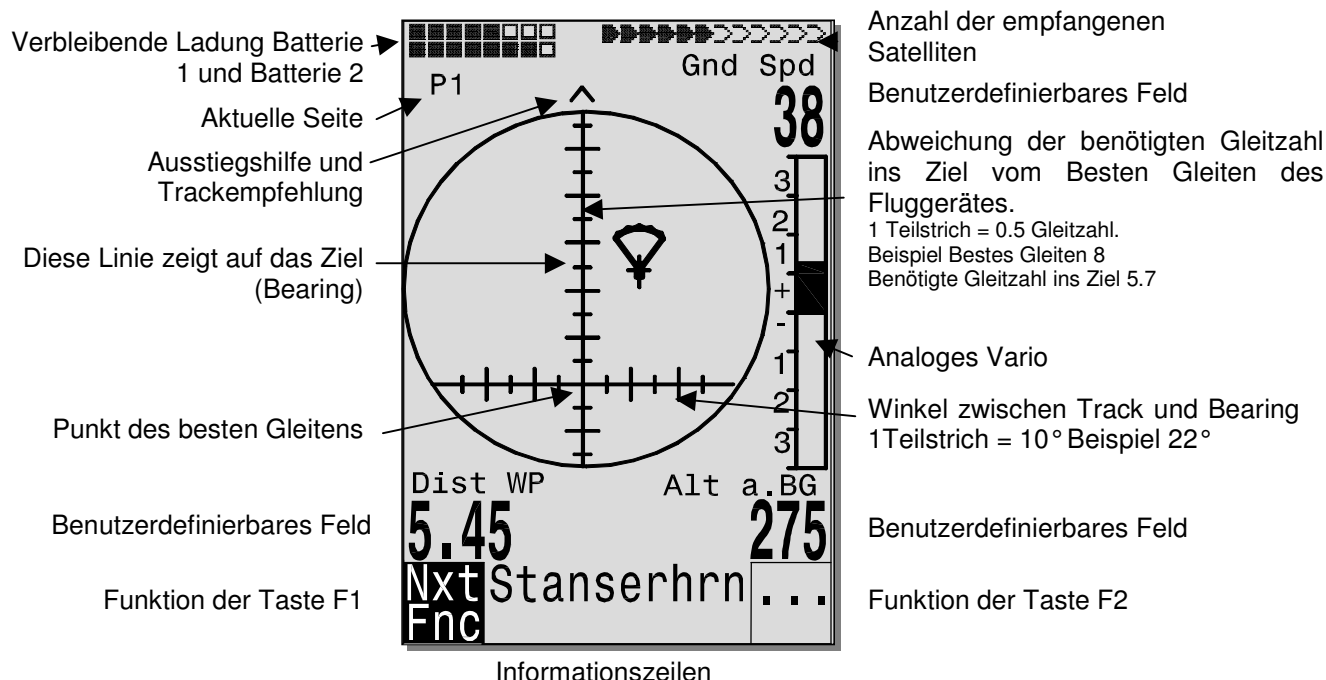 Verbleibende Ladung Batterie
1 und Batterie 2
Aktuelle Seite
Ausstiegshilfe und
Trackempfehlung
Diese Linie zeigt auf das Ziel
(Bearing)
Punkt des besten Gleitens
Benutzerdefinierbares Feld
Funktion der Taste F1
P1
Gnd Spd
38
3
2
1
+
-
1
2
3
Dist WP
Alt a.BG
5.45
275
Nxt
Fnc
Stanserhrn
...
Informationszeilen
Anzahl der empfangenen
Satelliten
Benutzerdefinierbares Feld
Abweichung der benötigten Gleitzahl
ins Ziel vom Besten Gleiten des
Fluggerätes.
1 Teilstrich = 0.5 Gleitzahl.
Beispiel Bestes Gleiten 8
Benötigte Gleitzahl ins Ziel 5.7
Analoges Vario
Winkel zwischen Track und Bearing
1Teilstrich = 10° Beispiel 22°
Benutzerdefinierbares Feld
Funktion der Taste F2